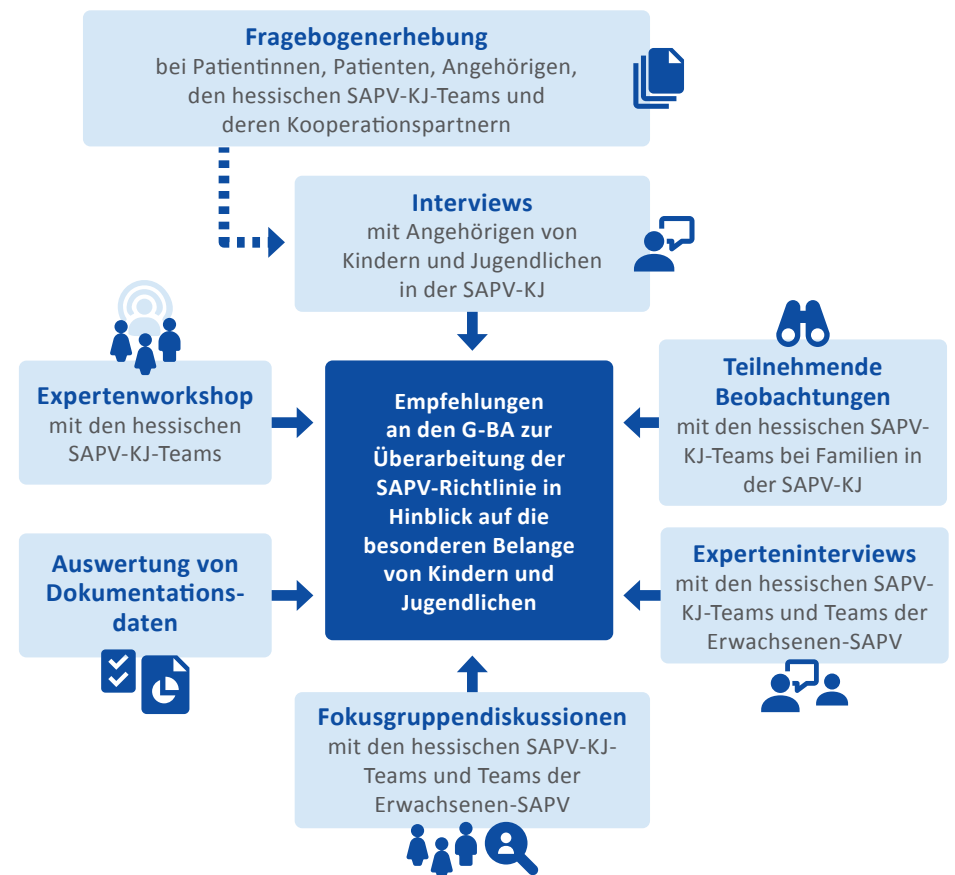 Fragebogenerhebung
bei Patientinnen, Patienten, Angehörigen,
den hessischen SAPV-KJ-Teams und
deren Kooperationspartnern
Interviews
mit Angehörigen von
Kindern und Jugendlichen
in der SAPV-KJ
Expertenworkshop
mit den hessischen
SAPV-KJ-Teams
Empfehlungen
an den G-BA zur
Überarbeitung der
SAPV-Richtlinie in
Hinblick auf die
besonderen Belange
von Kindern und
Jugendlichen
Teilnehmende
Beobachtungen
mit den hessischen SAPV-
KJ-Teams bei Familien in
der SAPV-KJ
Auswertung von
Dokumentations-
daten
Experteninterviews
mit den hessischen SAPV-
KJ-Teams und Teams der
Erwachsenen-SAPV
Fokusgruppendiskussionen
mit den hessischen SAPV-KJ-
Teams und Teams der
Erwachsenen-SAPV